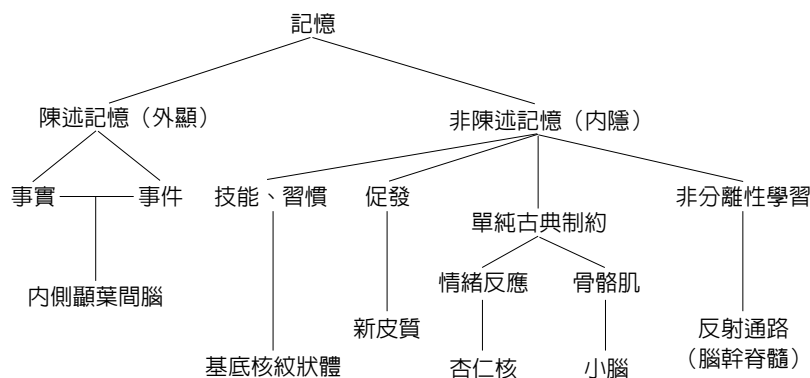 記憶
陳述記憶（外顯）
非陳述記憶（內隱）
事實
事件
技能、習慣
促發
單純古典制約
非分離性學習
情緒反應
骨骼肌
內側顳葉間腦
新皮質
反射通路
（腦幹脊髓）
基底核紋狀體
杏仁核
小腦